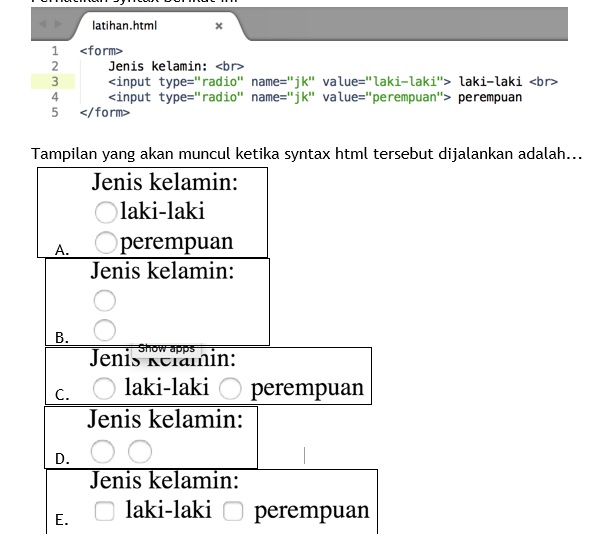 latihan.html ×
1 <form>
2 Jenis kelamin: <br>
3 <input type="radio" name="jk" value="laki-laki"> laki-laki <br>
4 <input type="radio" name="jk" value="perempuan"> perempuan
5 </form>
Tampilan yang akan muncul ketika syntax html tersebut dijalankan adalah...
Jenis kelamin:
laki-laki
A. perempuan
Jenis kelamin:
B.
Show apps
Jenis kelamin:
C. laki-laki perempuan
Jenis kelamin:
D.
Jenis kelamin:
E. laki-laki perempuan